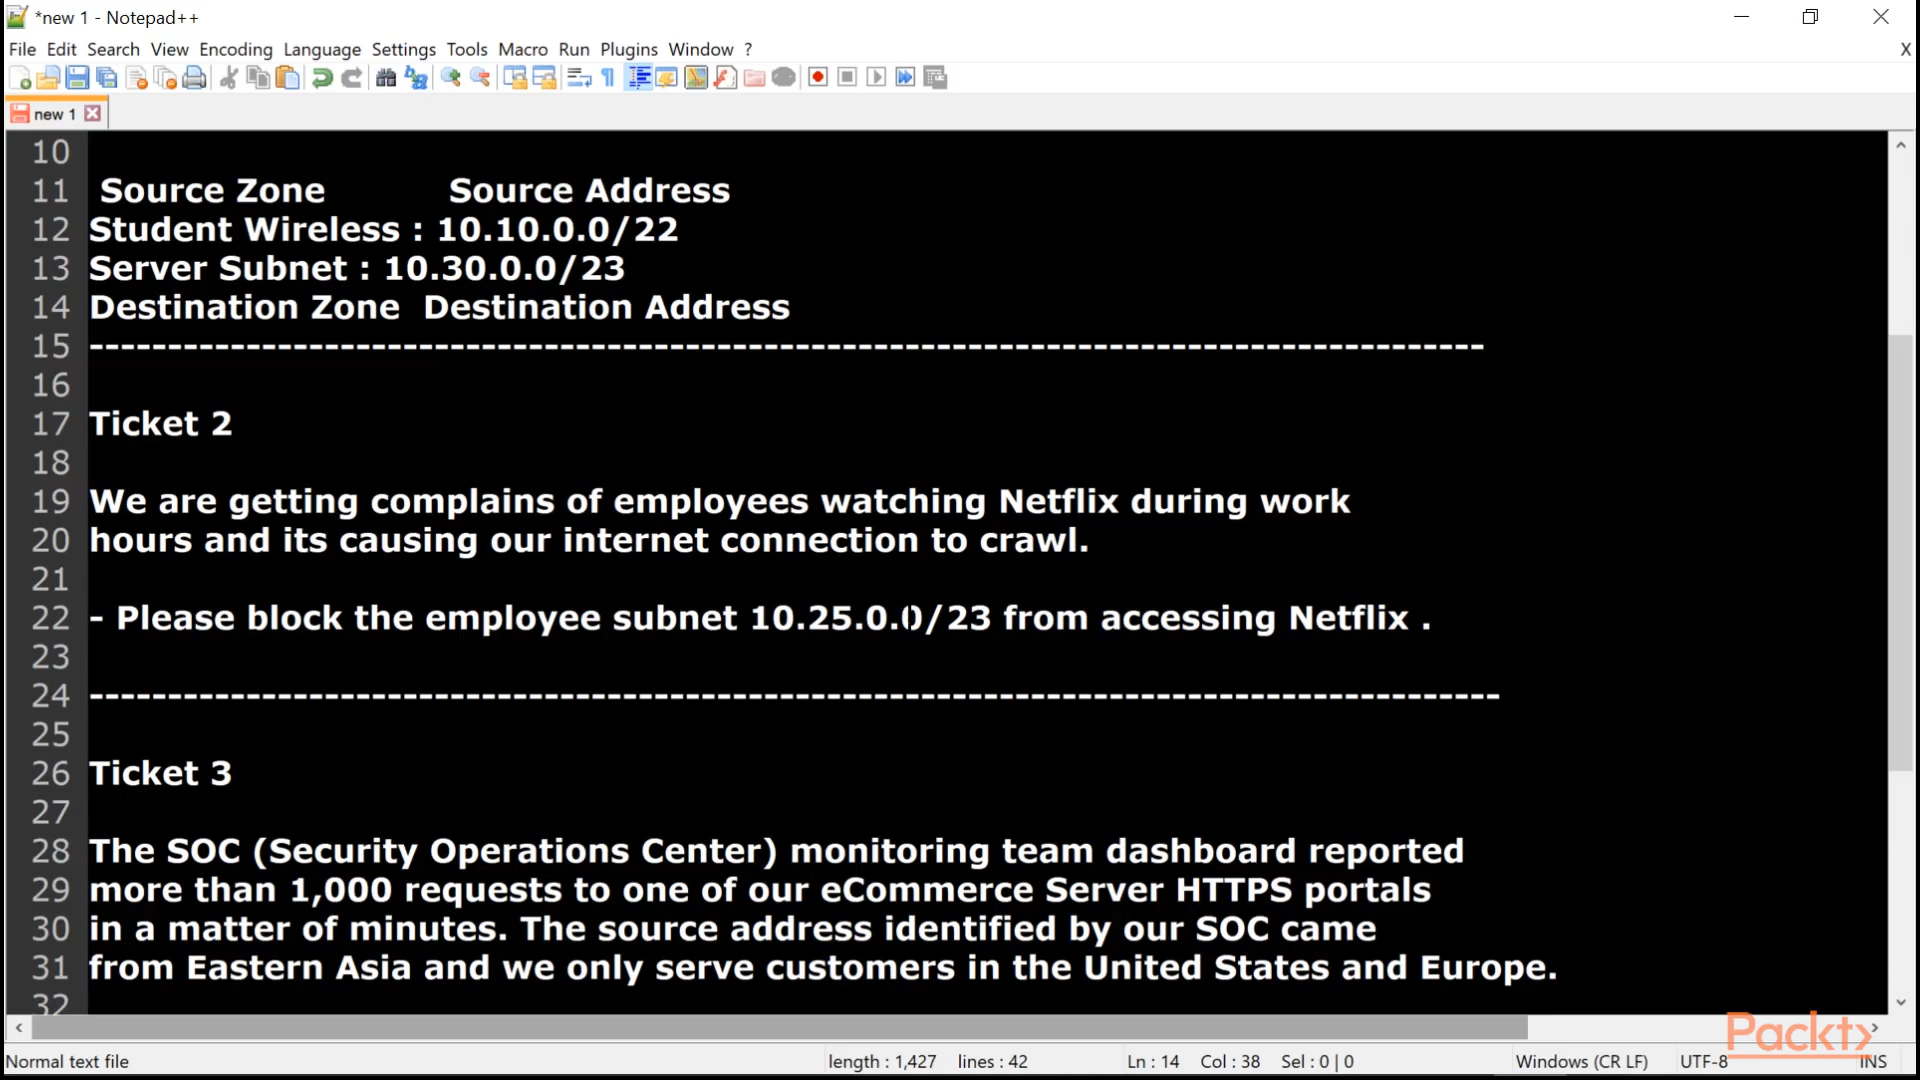 *new 1 - Notepad++
File Edit Search View Encoding Language Settings Tools Macro Run Plugins Window ?
X
new 1
10
11 Source Zone Source Address
12 Student Wireless : 10.10.0.0/22
13 Server Subnet : 10.30.0.0/23
14 Destination Zone Destination Address
15 ------------------------------------------------------------------------------------------
16
17 Ticket 2
18
19 We are getting complains of employees watching Netflix during work
20 hours and its causing our internet connection to crawl.
21
22 - Please block the employee subnet 10.25.0.0/23 from accessing Netflix .
23
24 -------------------------------------------------------------------------------------------
25
26 Ticket 3
27
28 The SOC (Security Operations Center) monitoring team dashboard reported
29 more than 1,000 requests to one of our eCommerce Server HTTPS portals
30 in a matter of minutes. The source address identified by our SOC came
31 from Eastern Asia and we only serve customers in the United States and Europe.
32
Packt
Normal text file length : 1,427 lines : 42 Ln : 14 Col : 38 Sel : 0 | 0 Windows (CR LF) UTF-8 INS